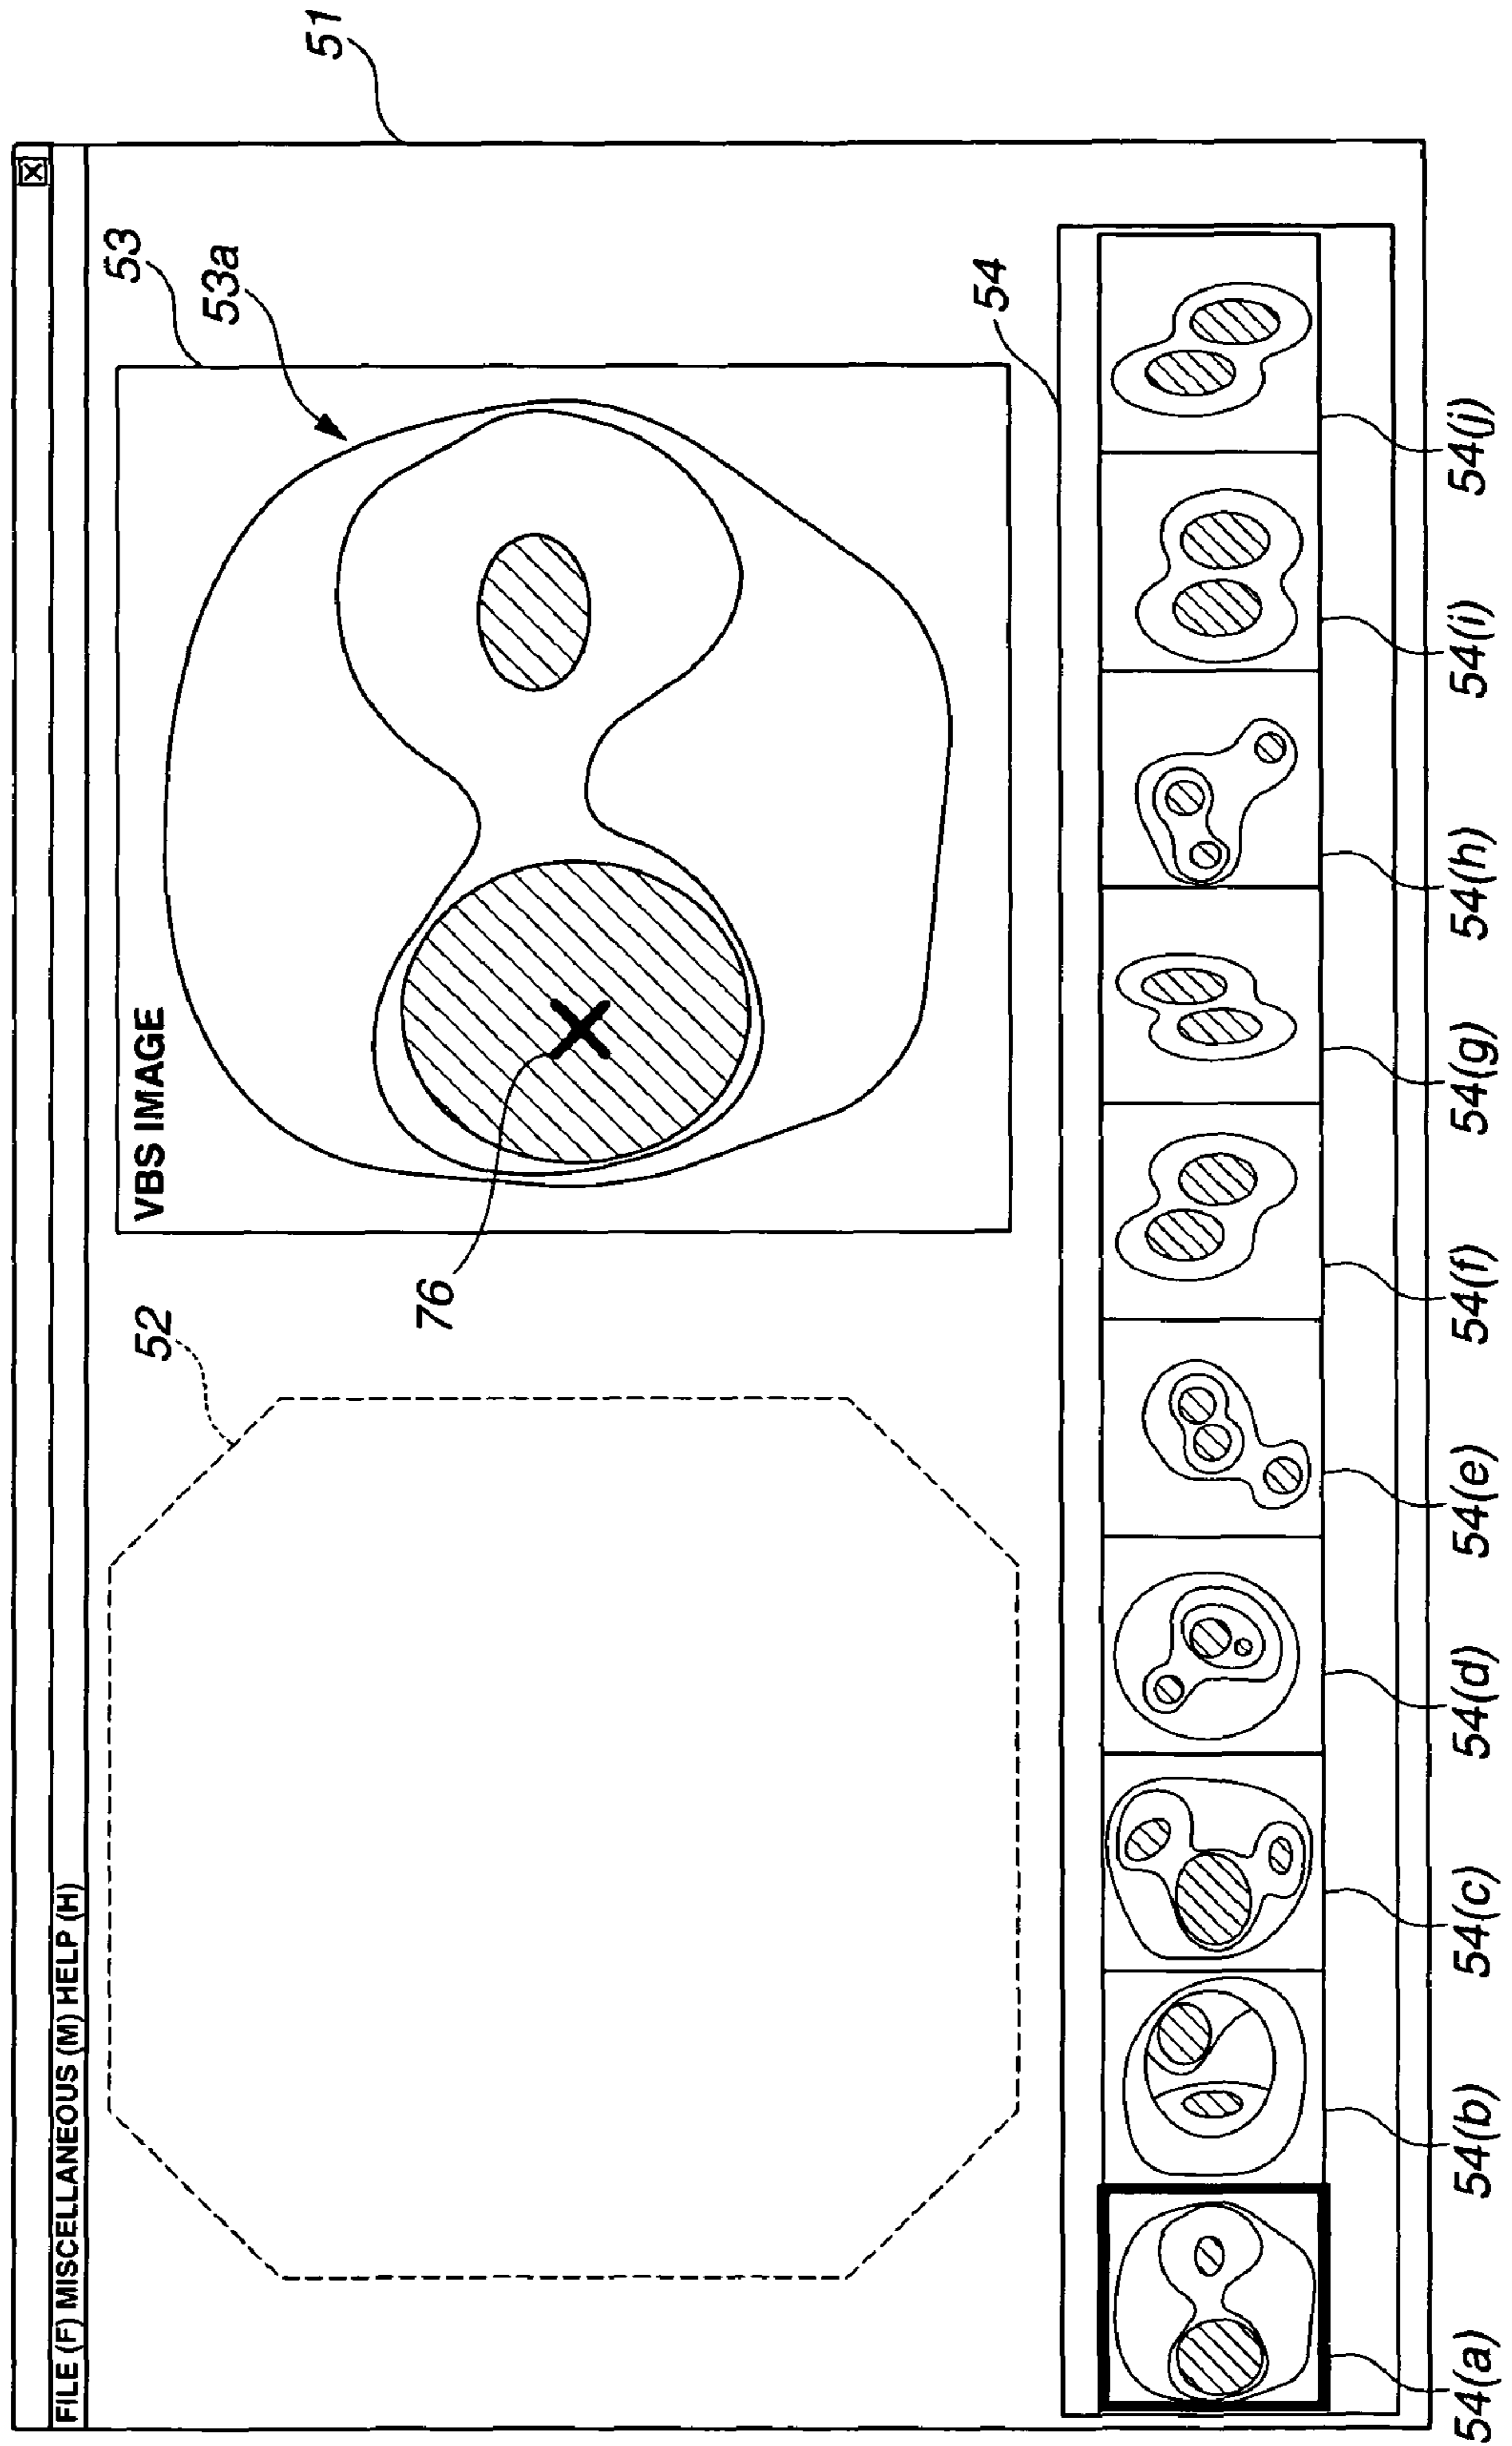 51
FILE (F) MISCELLANEOUS (M) HELP (H)
52
53
53a
VBS IMAGE
76
54
54(a)
54(b)
54(c)
54(d)
54(e)
54(f)
54(g)
54(h)
54(i)
54(j)